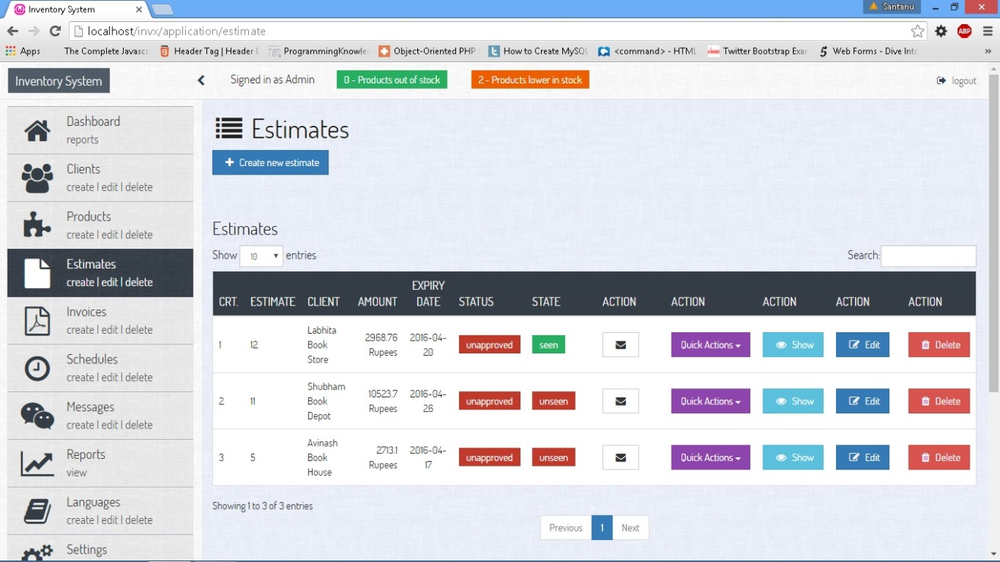 Inventory System
Santanu
localhost/invx/application/estimate
ABP
Apps
The Complete Javascr
Header Tag | Header E
ProgrammingKnowle
Object-Oriented PHP
How to Create MySQL
<command> - HTML
Twitter Bootstrap Exar
Web Forms - Dive Into
Inventory System
Signed in as Admin
0 - Products out of stock
2 - Products lower in stock
logout
Dashboard
reports
Clients
create | edit | delete
Products
create | edit | delete
Estimates
create | edit | delete
Invoices
create | edit | delete
Schedules
create | edit | delete
Messages
create | edit | delete
Reports
view
Languages
create | edit | delete
Settings
Estimates
Create new estimate
Estimates
Show 10 entries
Search:
CRT. ESTIMATE CLIENT AMOUNT EXPIRY DATE STATUS STATE ACTION ACTION ACTION ACTION ACTION
1 12 Labhita Book Store 2968.76 Rupees 2016-04-20 unapproved seen Quick Actions Show Edit Delete
2 11 Shubham Book Depot 10523.7 Rupees 2016-04-26 unapproved unseen Quick Actions Show Edit Delete
3 5 Avinash Book House 2713.1 Rupees 2016-04-17 unapproved unseen Quick Actions Show Edit Delete
Showing 1 to 3 of 3 entries
Previous 1 Next